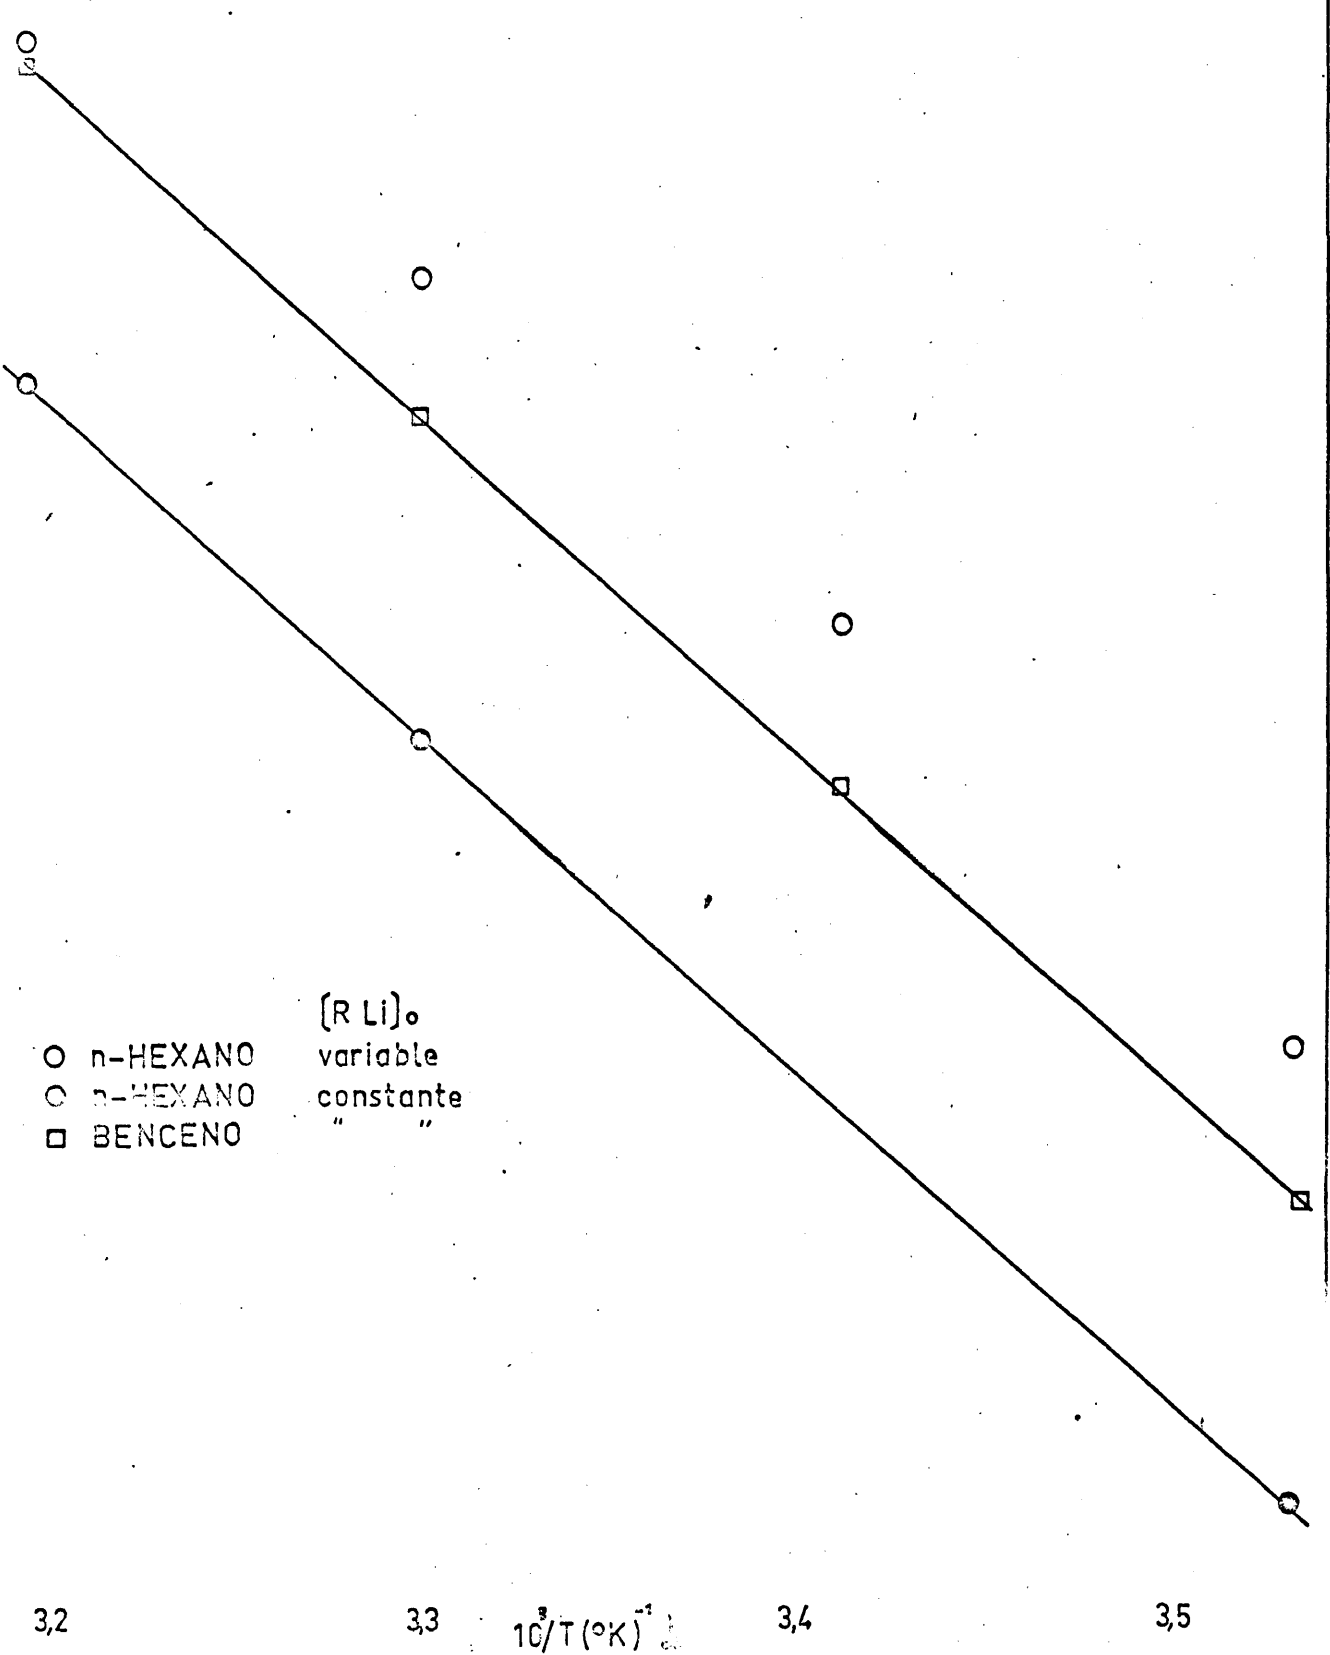 [R Li]₀
n-HEXANO variable
n-HEXANO constante
BENCENO " "
3,2 3,3 3,4 3,5
10³/T (°K)⁻¹